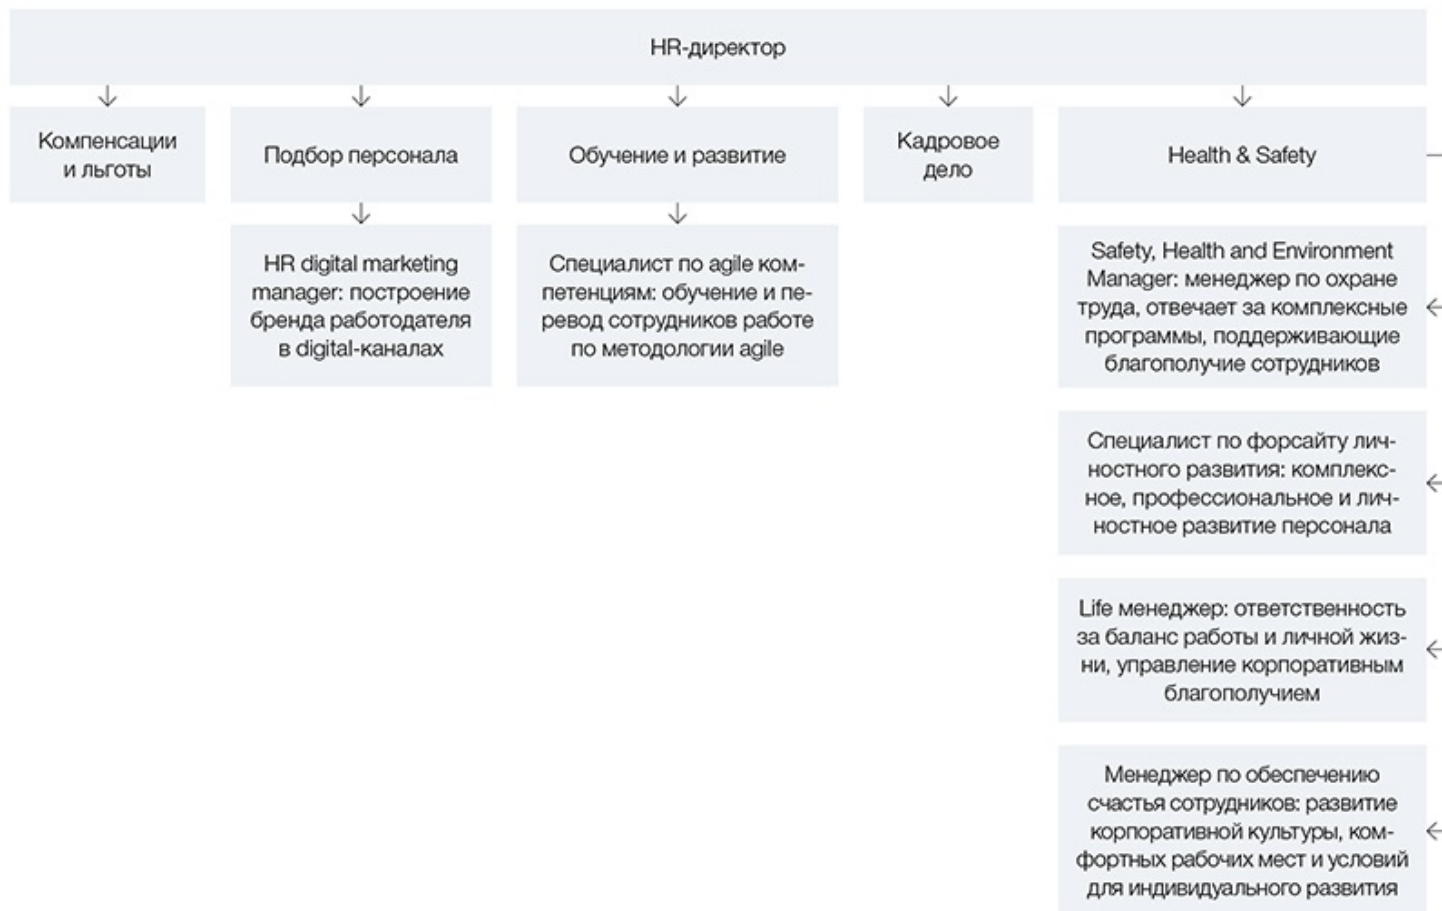 HR-директор
Компенсации
и льготы
Подбор персонала
Обучение и развитие
Кадровое
дело
Health & Safety
HR digital marketing
manager: построение
бренда работодателя
в digital-каналах
Специалист по agile ком-
петенциям: обучение и пе-
ревод сотрудников работе
по методологии agile
Safety, Health and Environment
Manager: менеджер по охране
труда, отвечает за комплексные
программы, поддерживающие
благополучие сотрудников
Специалист по форсайту лич-
ностного развития: комплекс-
ное, профессиональное и лич-
ностное развитие персонала
Life менеджер: ответственность
за баланс работы и личной жиз-
ни, управление корпоративным
благополучием
Менеджер по обеспечению
счастья сотрудников: развитие
корпоративной культуры, ком-
фортных рабочих мест и условий
для индивидуального развития